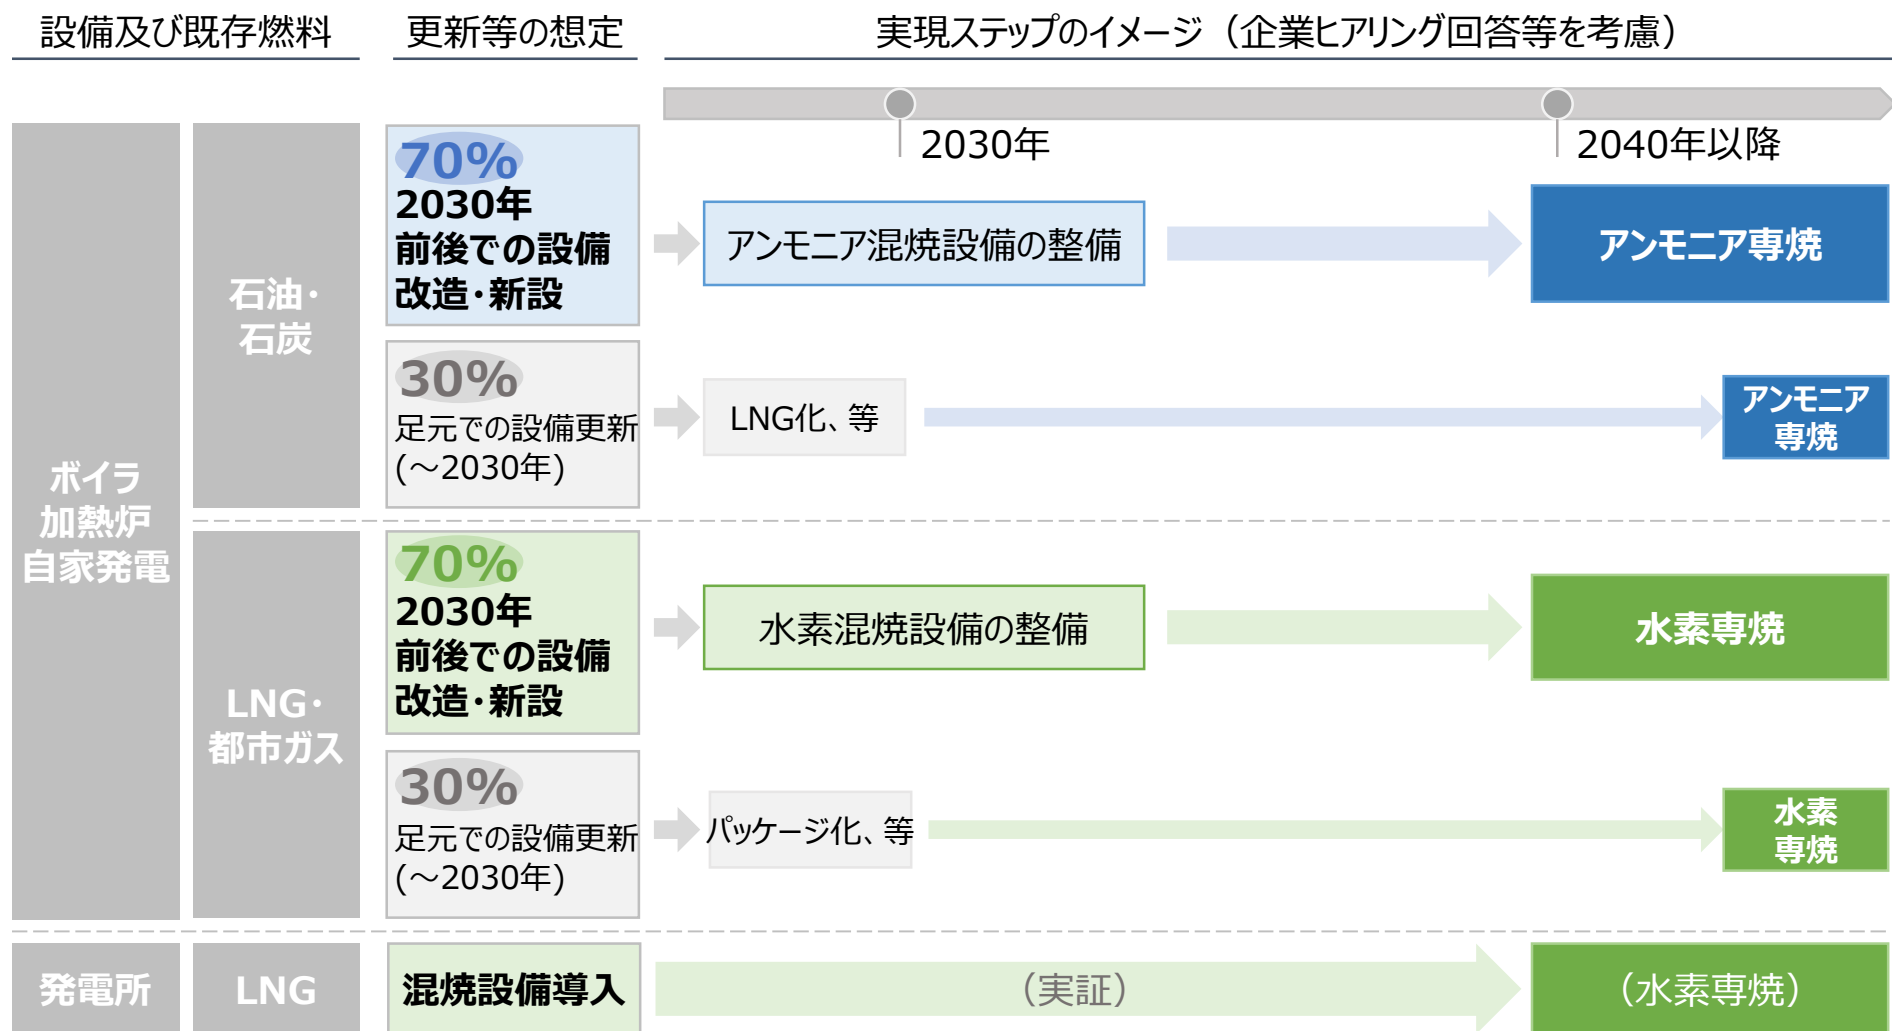 設備及び既存燃料
更新等の想定
実現ステップのイメージ（企業ヒアリング回答等を考慮）
2030年
2040年以降
ボイラ
加熱炉
自家発電
石油・
石炭
70%
2030年
前後での設備
改造・新設
アンモニア混焼設備の整備
アンモニア専焼
30%
足元での設備更新
(～2030年)
LNG化、等
アンモニア
専焼
LNG・
都市ガス
70%
2030年
前後での設備
改造・新設
水素混焼設備の整備
水素専焼
30%
足元での設備更新
(～2030年)
パッケージ化、等
水素
専焼
発電所
LNG
混焼設備導入
（実証）
（水素専焼）